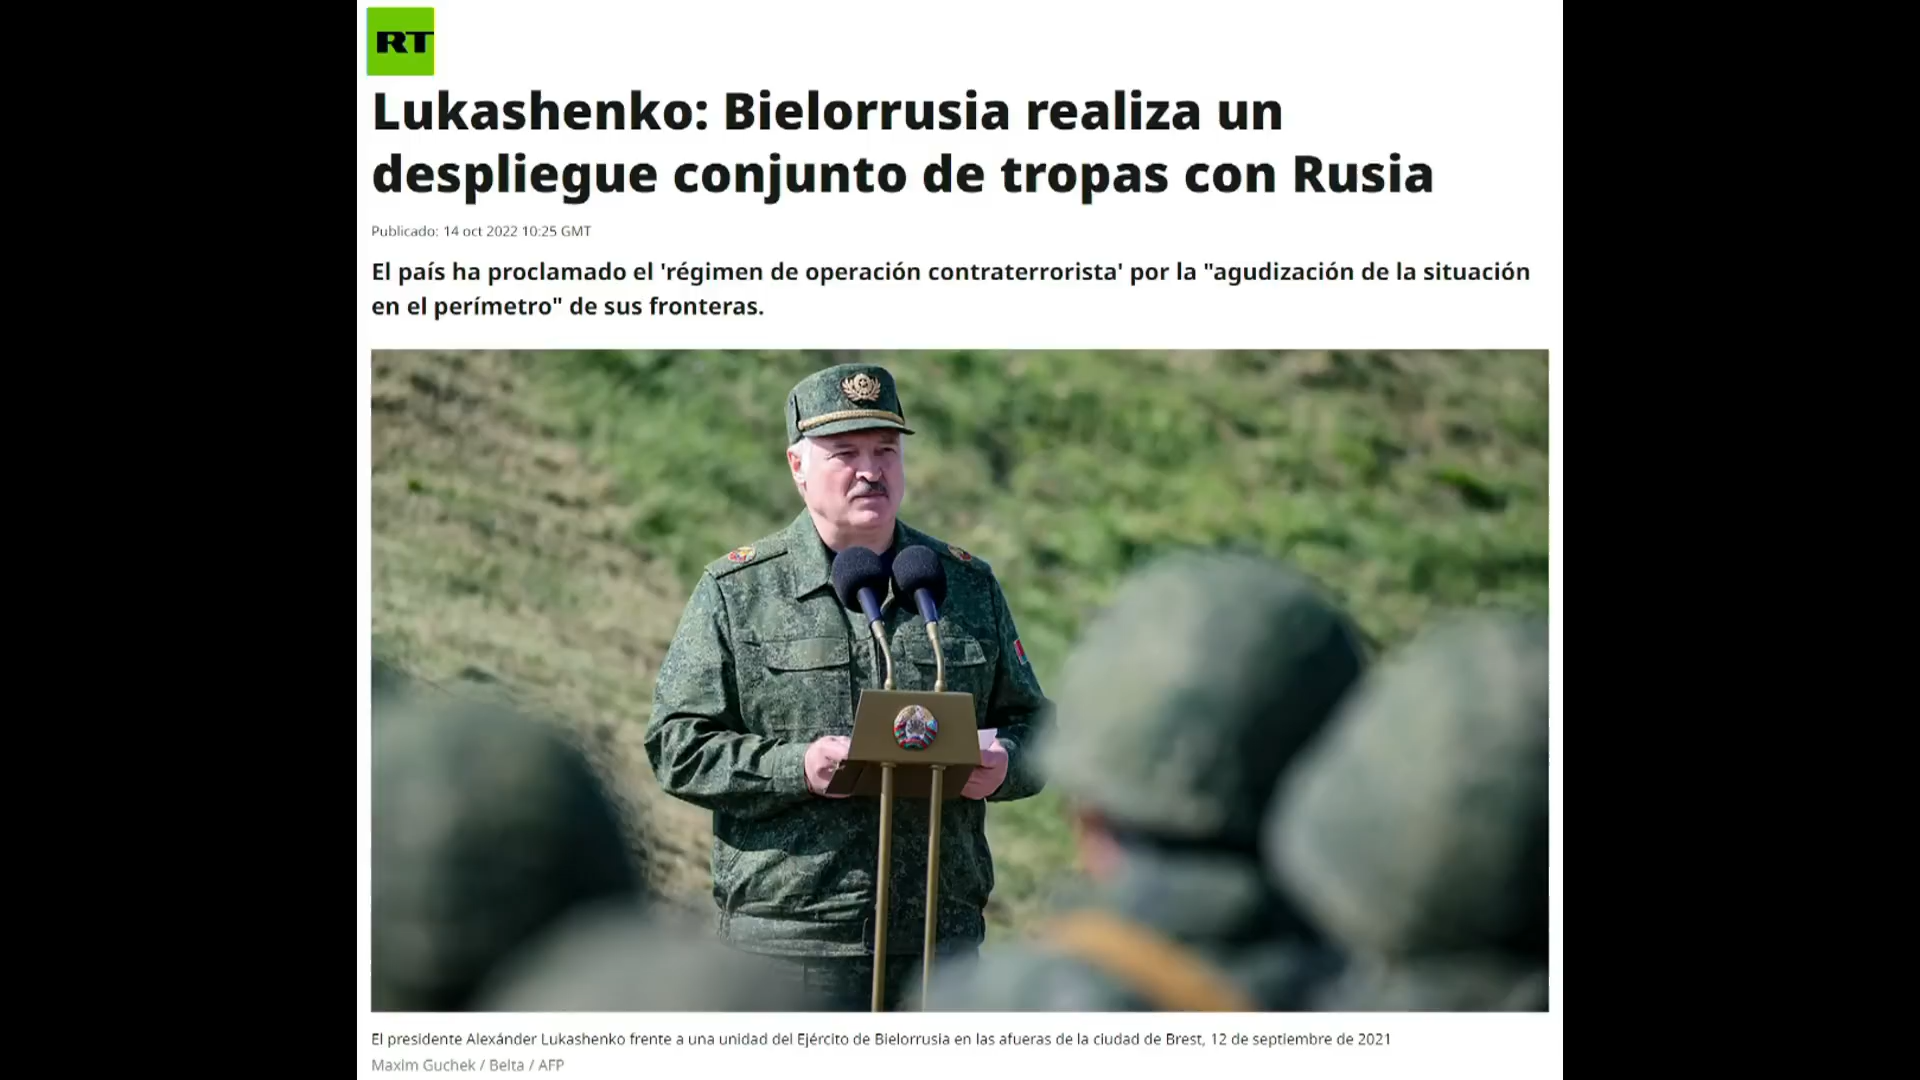 RT
Lukashenko: Bielorrusia realiza un
despliegue conjunto de tropas con Rusia
Publicado: 14 oct 2022 10:25 GMT
El país ha proclamado el 'régimen de operación contraterrorista' por la "agudización de la situación
en el perímetro" de sus fronteras.
El presidente Alexánder Lukashenko frente a una unidad del Ejército de Bielorrusia en las afueras de la ciudad de Brest, 12 de septiembre de 2021
Maxim Guchek / Belta / AFP